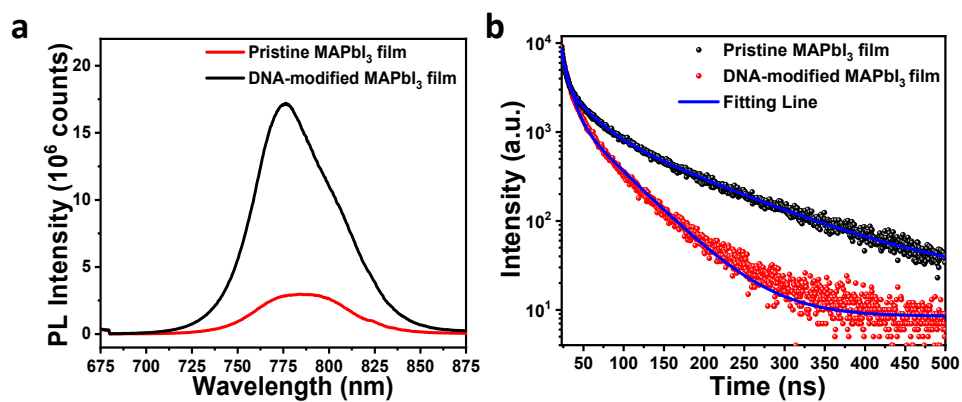 a
PL Intensity (10⁶ counts)
20
15
10
5
0
Pristine MAPbI₃ film
DNA-modified MAPbI₃ film
675 700 725 750 775 800 825 850 875
Wavelength (nm)
b
Intensity (a.u.)
10⁴
10³
10²
10¹
Pristine MAPbI₃ film
DNA-modified MAPbI₃ film
Fitting Line
50 100 150 200 250 300 350 400 450 500
Time (ns)